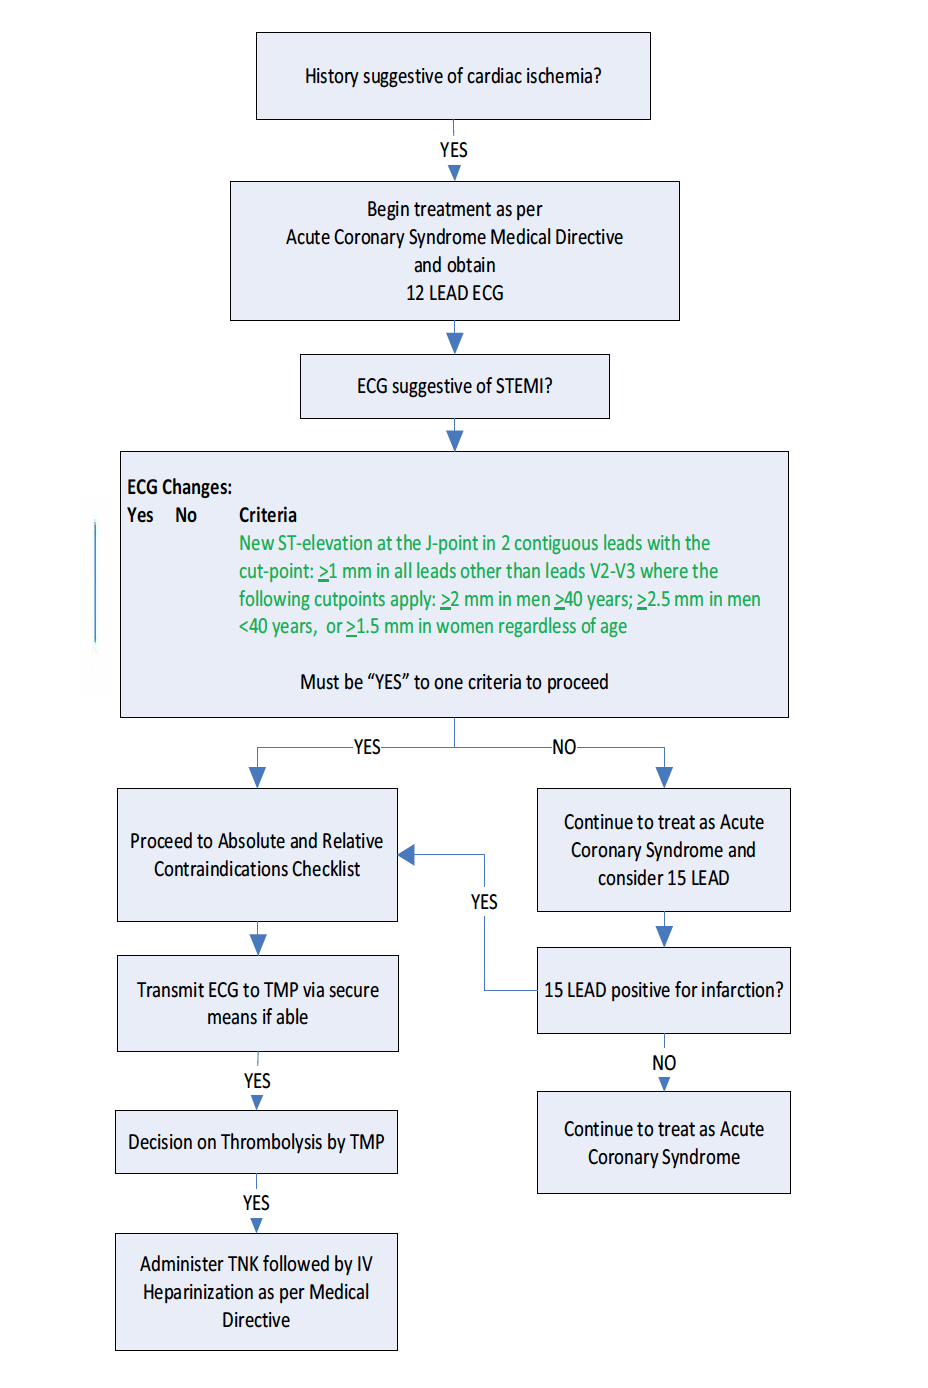 History suggestive of cardiac ischemia?
YES
Begin treatment as per
Acute Coronary Syndrome Medical Directive
and obtain
12 LEAD ECG
ECG suggestive of STEMI?
ECG Changes:
Yes No Criteria
New ST-elevation at the J-point in 2 contiguous leads with the
cut-point: ≥1 mm in all leads other than leads V2-V3 where the
following cutpoints apply: ≥2 mm in men ≥40 years; ≥2.5 mm in men
<40 years, or ≥1.5 mm in women regardless of age
Must be “YES” to one criteria to proceed
YES
NO
Proceed to Absolute and Relative
Contraindications Checklist
Continue to treat as Acute
Coronary Syndrome and
consider 15 LEAD
YES
Transmit ECG to TMP via secure
means if able
15 LEAD positive for infarction?
YES
NO
Decision on Thrombolysis by TMP
Continue to treat as Acute
Coronary Syndrome
YES
Administer TNK followed by IV
Heparinization as per Medical
Directive